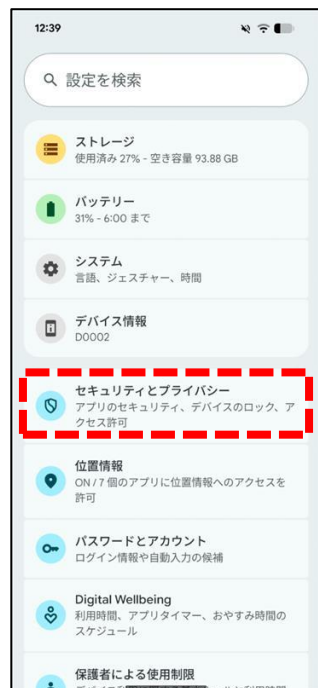 12:39
設定を検索
ストレージ
使用済み 27% - 空き容量 93.88 GB
バッテリー
31% - 6:00 まで
システム
言語、ジェスチャー、時間
デバイス情報
D0002
セキュリティとプライバシー
アプリのセキュリティ、デバイスのロック、ア
クセス許可
位置情報
ON / 7 個のアプリに位置情報へのアクセスを
許可
パスワードとアカウント
ログイン情報や自動入力の候補
Digital Wellbeing
利用時間、アプリタイマー、おやすみ時間の
スケジュール
保護者による使用制限